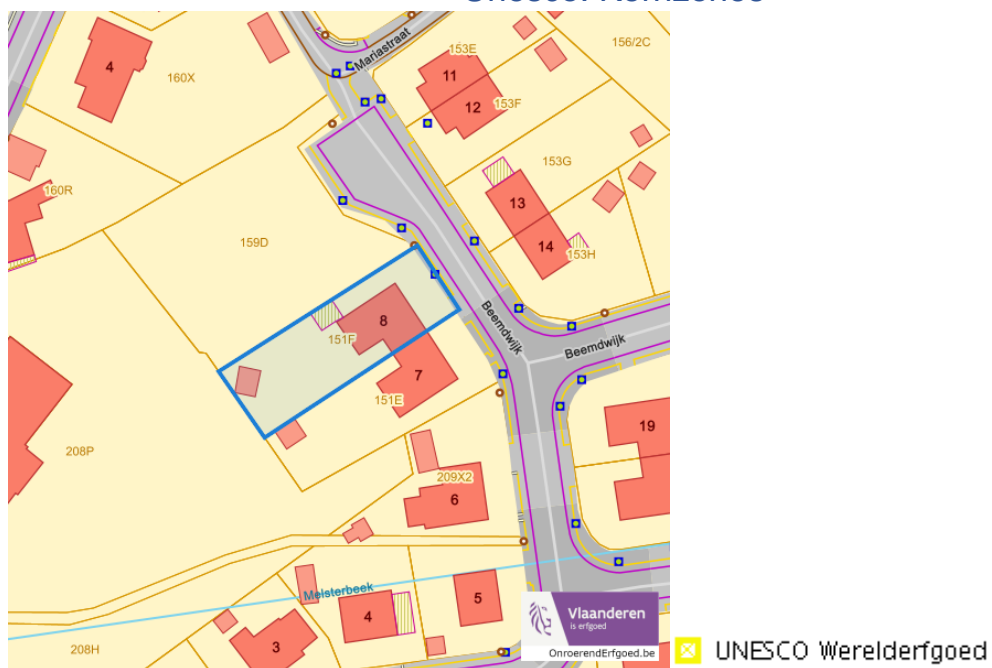 Mariastraat
153E
156/2C
4
160X
11
12
153F
153G
160R
13
159D
14
153H
8
Beemdwijk
Beemdwijk
151F
7
151E
19
208P
209X2
6
Meisterbeek
4
5
3
208H
Vlaanderen
is erfgoed
OnroerendErfgoed.be
UNESCO Werelderfgoed